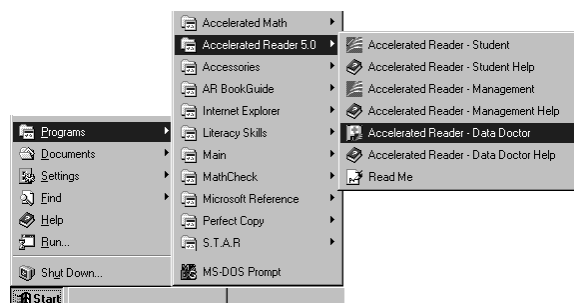 Programs
Documents
Settings
Find
Help
Run...
Shut Down...
Start
Accelerated Math
Accelerated Reader 5.0
Accessories
AR BookGuide
Internet Explorer
Literacy Skills
Main
MathCheck
Microsoft Reference
Perfect Copy
S.T.A.R
MS-DOS Prompt
Accelerated Reader - Student
Accelerated Reader - Student Help
Accelerated Reader - Management
Accelerated Reader - Management Help
Accelerated Reader - Data Doctor
Accelerated Reader - Data Doctor Help
Read Me